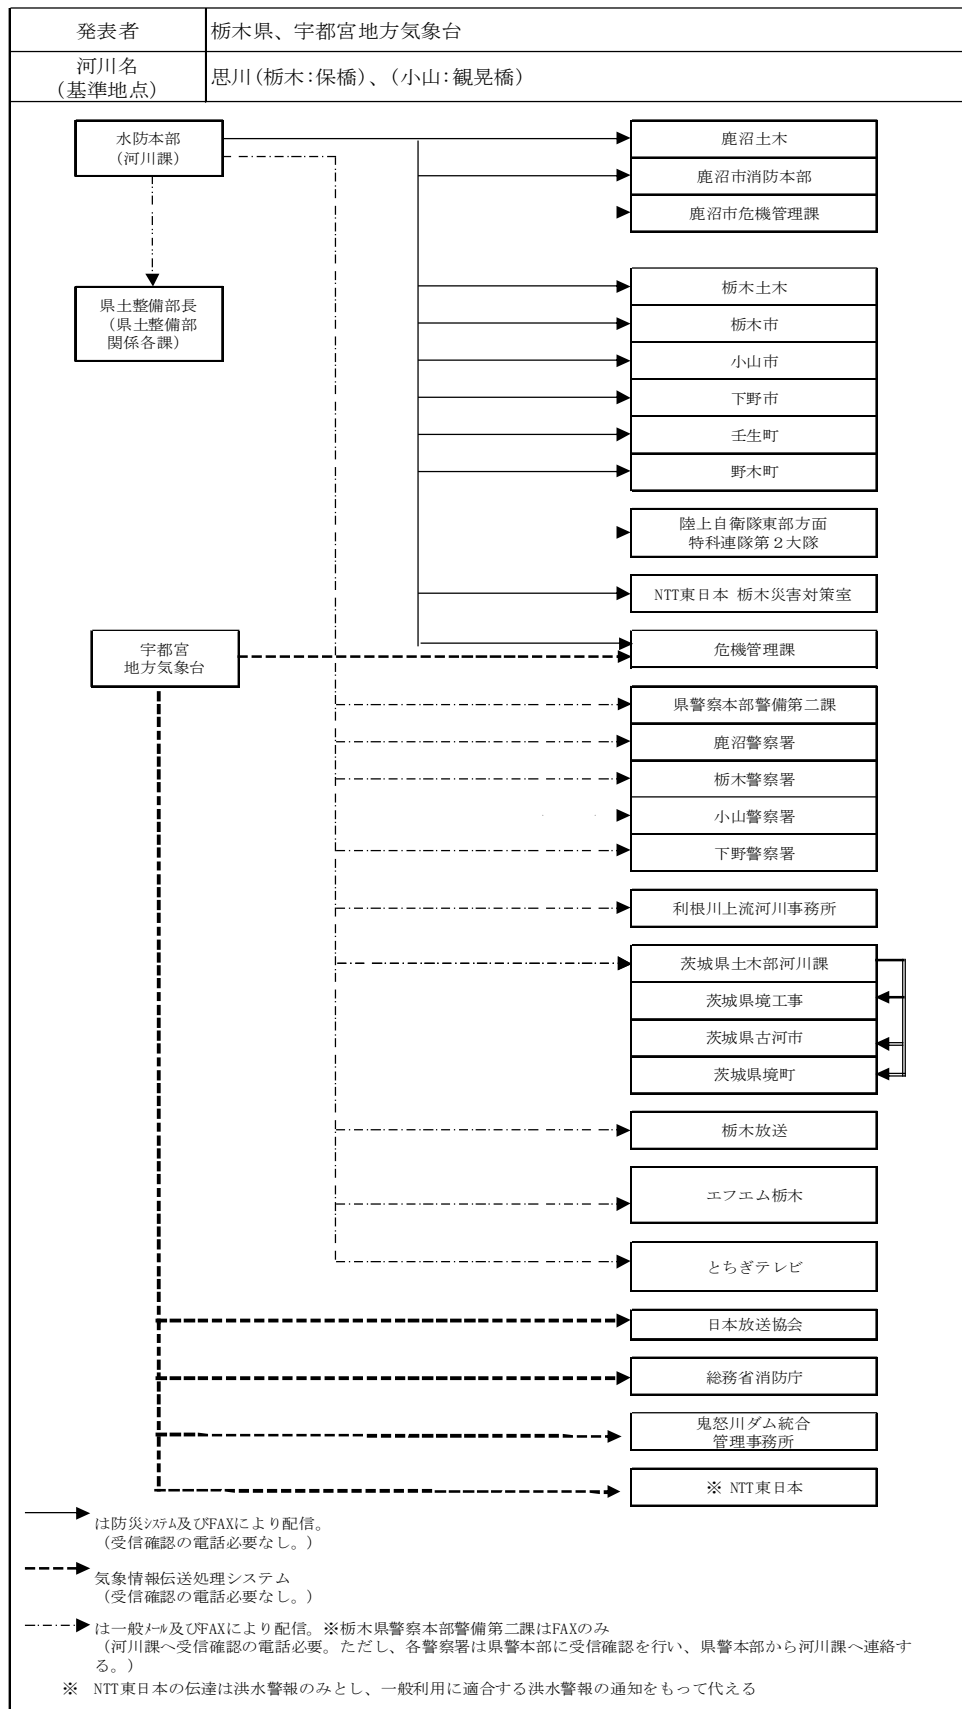 発表者
栃木県、宇都宮地方気象台
河川名
(基準地点)
思川(栃木:保橋)、(小山:観晃橋)
水防本部
(河川課)
県土整備部長
(県土整備部
関係各課)
鹿沼土木
鹿沼市消防本部
鹿沼市危機管理課
栃木土木
栃木市
小山市
下野市
壬生町
野木町
陸上自衛隊東部方面
特科連隊第2大隊
NTT東日本 栃木災害対策室
宇都宮
地方気象台
危機管理課
県警察本部警備第二課
鹿沼警察署
栃木警察署
小山警察署
下野警察署
利根川上流河川事務所
茨城県土木部河川課
茨城県境工事
茨城県古河市
茨城県境町
栃木放送
エフエム栃木
とちぎテレビ
日本放送協会
総務省消防庁
鬼怒川ダム統合
管理事務所
※ NTT東日本
は防災ｼｽﾃﾑ及びFAXにより配信。
(受信確認の電話必要なし。)
気象情報伝送処理システム
(受信確認の電話必要なし。)
は一般ﾒｰﾙ及びFAXにより配信。※栃木県警察本部警備第二課はFAXのみ
(河川課へ受信確認の電話必要。ただし、各警察署は県警本部に受信確認を行い、県警本部から河川課へ連絡す
る。)
※ NTT東日本の伝達は洪水警報のみとし、一般利用に適合する洪水警報の通知をもって代える